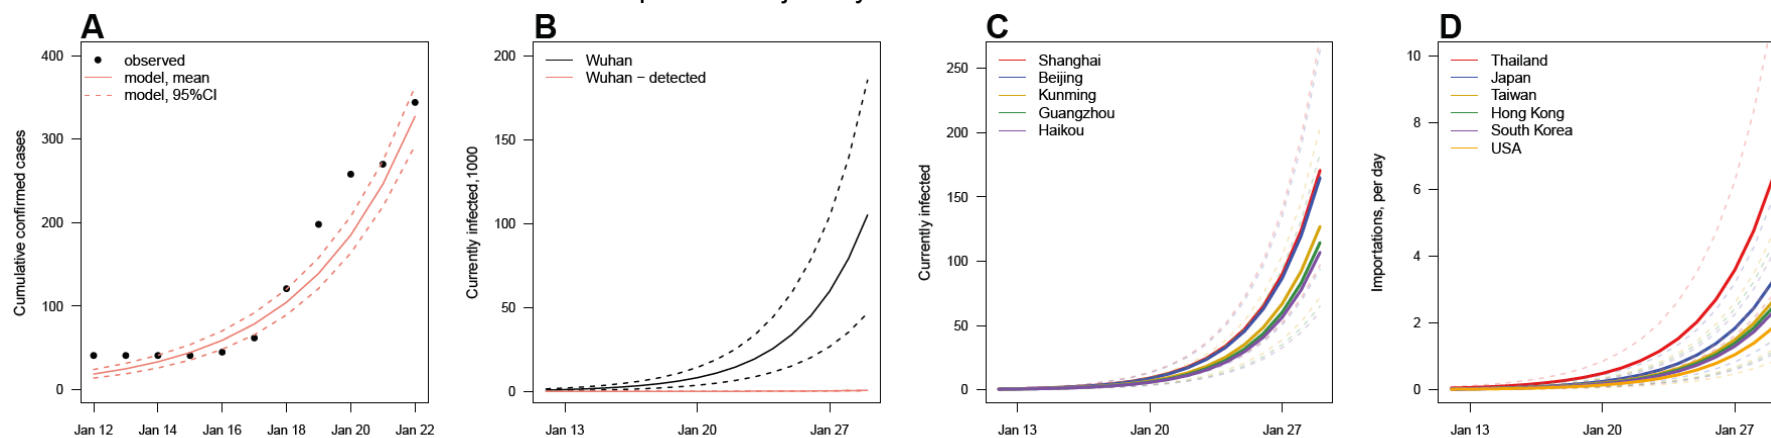 A
Cumulative confirmed cases
400
300
200
100
0
observed
model, mean
model, 95%CI
Jan 12
Jan 14
Jan 16
Jan 18
Jan 20
Jan 22
B
Currently infected,1000
200
150
100
50
0
Wuhan
Wuhan − detected
Jan 13
Jan 20
Jan 27
C
Currently infected
250
200
150
100
50
0
Shanghai
Beijing
Kunming
Guangzhou
Haikou
Jan 13
Jan 20
Jan 27
D
Importations, per day
10
8
6
4
2
0
Thailand
Japan
Taiwan
Hong Kong
South Korea
USA
Jan 13
Jan 20
Jan 27